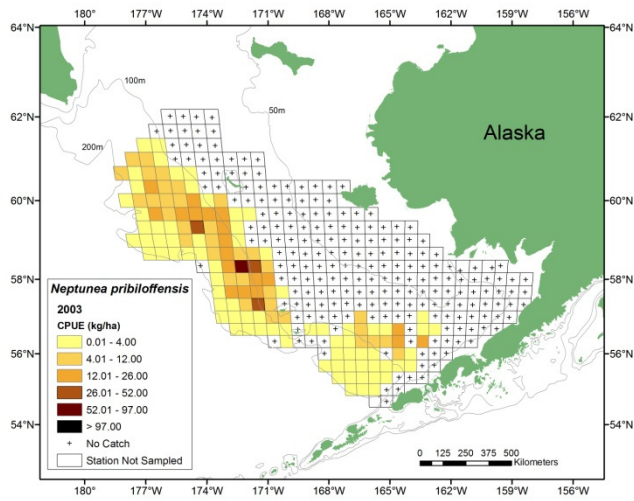 180° 177°W 174°W 171°W 168°W 165°W 162°W 159°W 156°W
64°N 64°N
100m
50m
62°N 62°N
Alaska
200m
60°N 60°N
58°N 58°N
Neptunea pribiloffensis
2003
CPUE (kg/ha)
0.01 - 4.00
4.01 - 12.00
12.01 - 26.00
26.01 - 52.00
52.01 - 97.00
> 97.00
+ No Catch
Station Not Sampled
56°N 56°N
54°N 54°N
0 125 250 375 500
Kilometers
180° 177°W 174°W 171°W 168°W 165°W 162°W 159°W 156°W